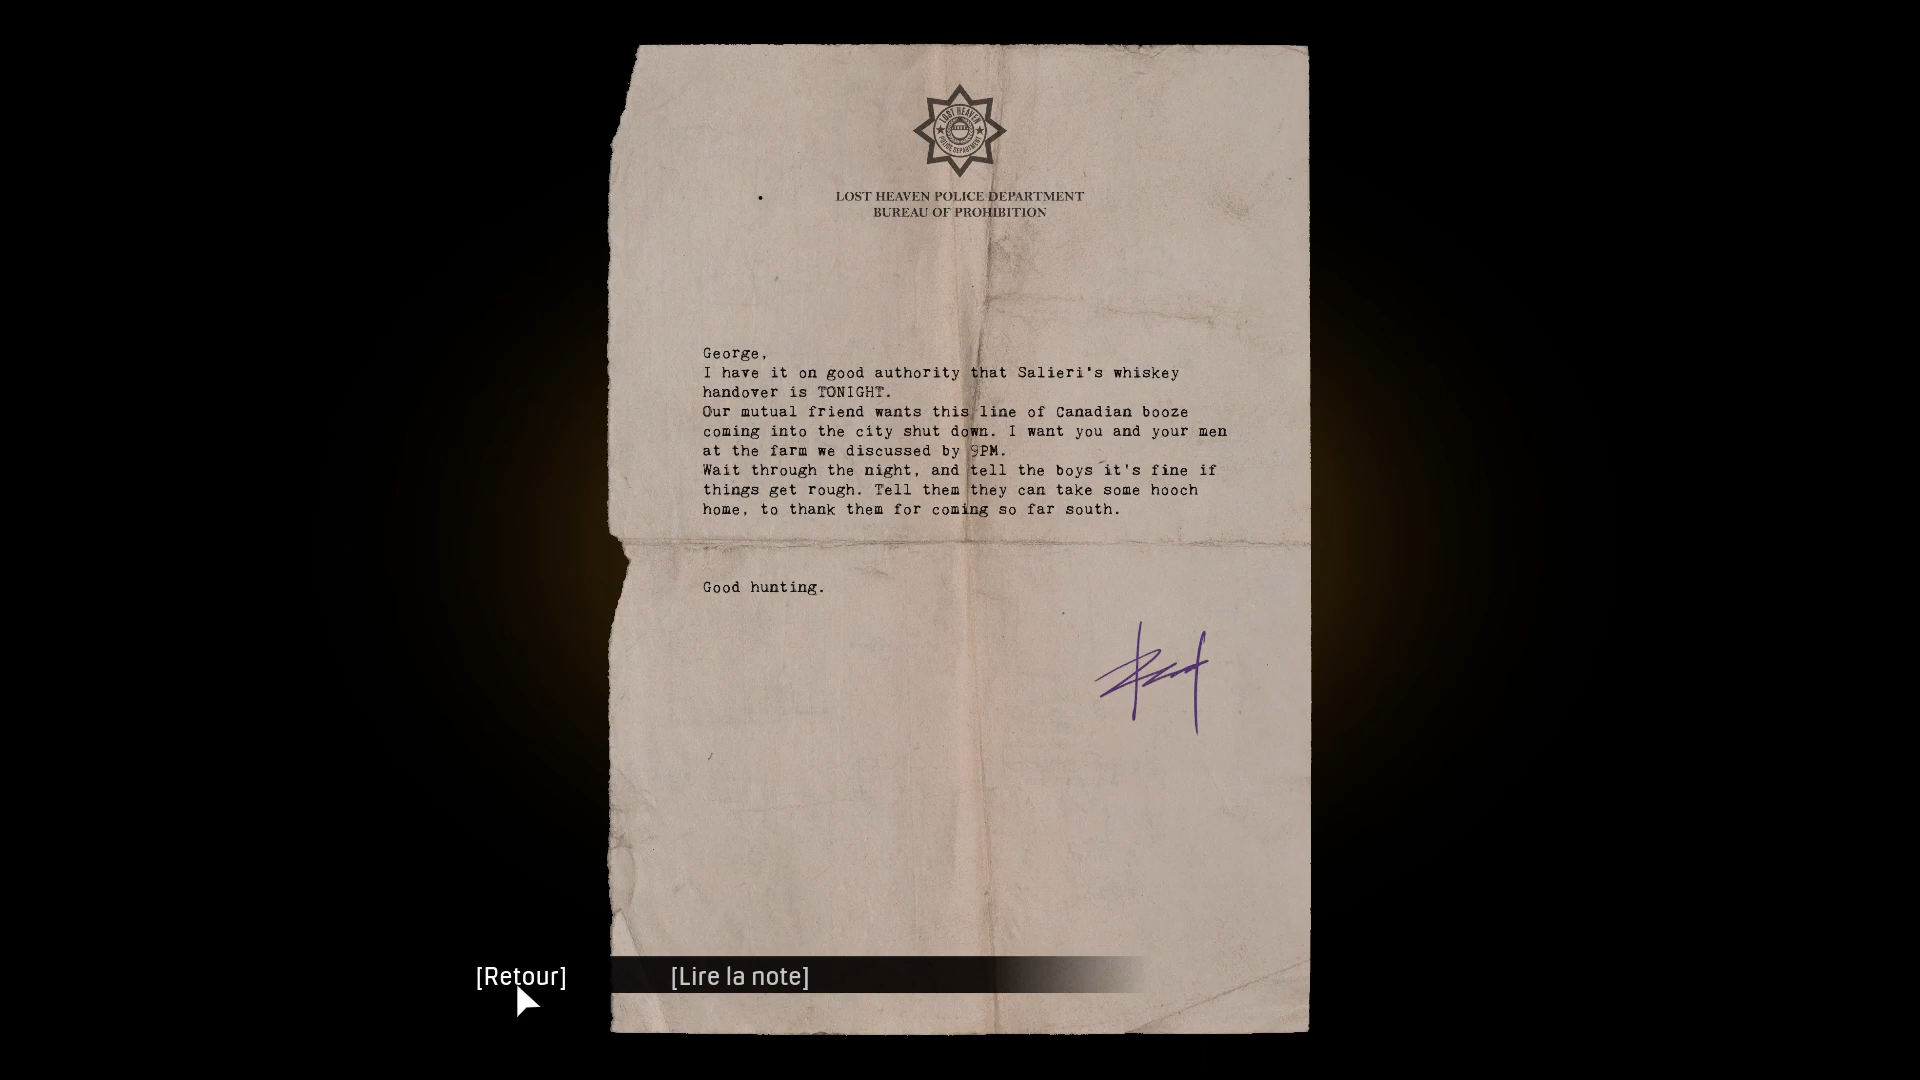 LOST HEAVEN
POLICE DEPARTMENT
LOST HEAVEN POLICE DEPARTMENT
BUREAU OF PROHIBITION
George,
I have it on good authority that Salieri's whiskey
handover is TONIGHT.
Our mutual friend wants this line of Canadian booze
coming into the city shut down. I want you and your men
at the farm we discussed by 9PM.
Wait through the night, and tell the boys it's fine if
things get rough. Tell them they can take some hooch
home, to thank them for coming so far south.
Good hunting.
[Retour] [Lire la note]